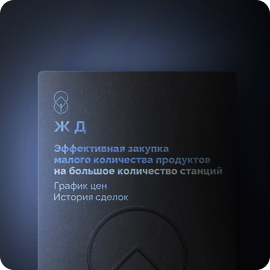 Ж Д
Эффективная закупка
малого количества продуктов
на большое количество станций
График цен
История сделок